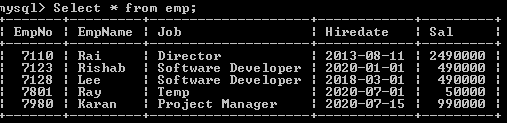 mysql> Select * from emp;
| EmpNo | EmpName | Job | Hiredate | Sal |
| 7110 | Rai | Director | 2013-08-11 | 2490000 |
| 7123 | Rishab | Software Developer | 2020-01-01 | 490000 |
| 7128 | Lee | Software Developer | 2018-03-01 | 490000 |
| 7801 | Ray | Temp | 2020-07-01 | 50000 |
| 7980 | Karan | Project Manager | 2020-07-15 | 990000 |